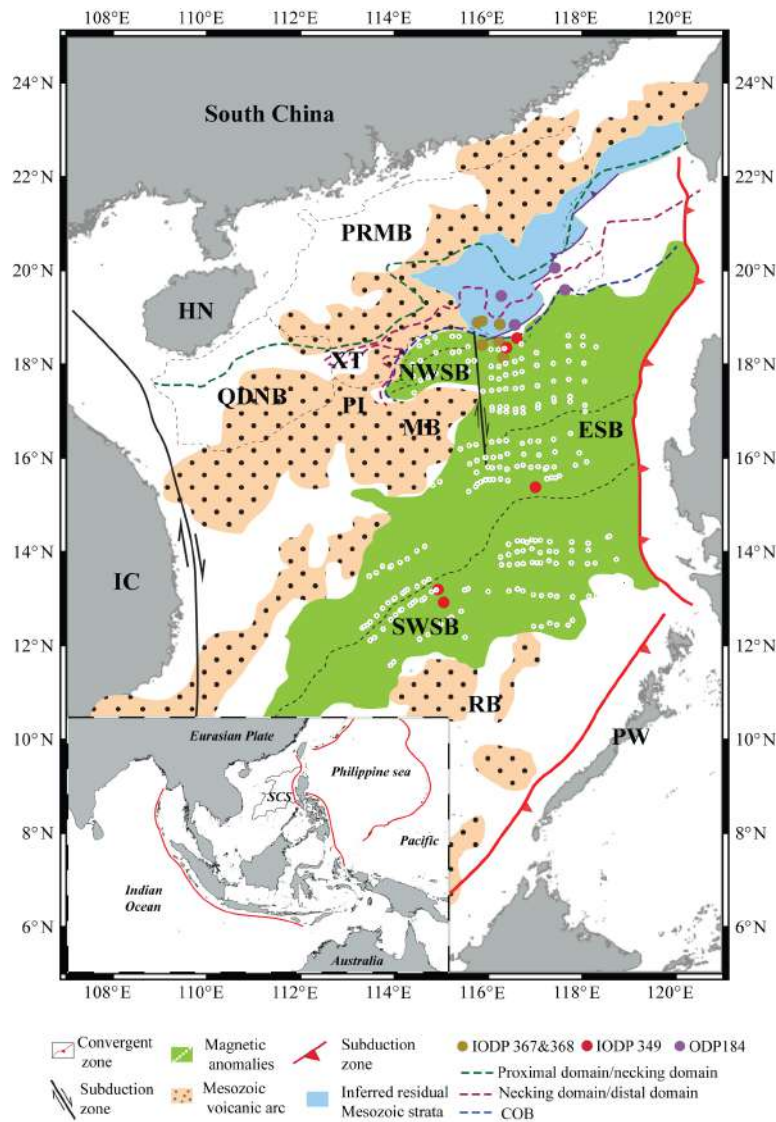 108°E 110°E 112°E 114°E 116°E 118°E 120°E
24°N 24°N
South China
22°N 22°N
PRMB
20°N 20°N
HN
18°N XT NWSB 18°N
QDNB PI MB ESB
16°N 16°N
14°N 14°N
IC
SWSB
12°N 12°N
RB
10°N PW 10°N
Eurasian Plate
Philippine sea
SCS
8°N 8°N
Pacific
Indian
Ocean
6°N 6°N
Australia
108°E 110°E 112°E 114°E 116°E 118°E 120°E
Convergent
zone
Magnetic
anomalies
Subduction
zone
IODP 367&368 IODP 349 ODP184
Proximal domain/necking domain
Subduction
zone
Mesozoic
volcanic arc
Inferred residual
Mesozoic strata
Necking domain/distal domain
COB